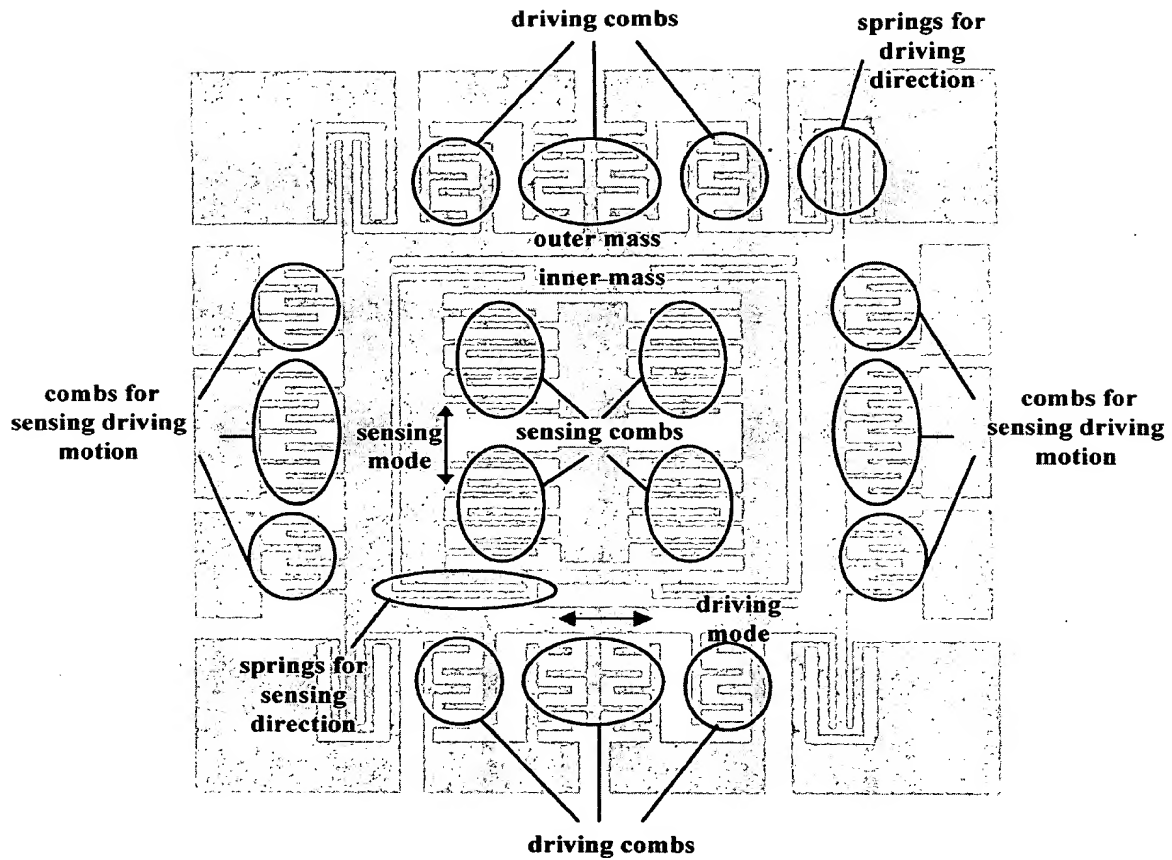 driving combs
springs for
driving
direction
outer mass
inner mass
combs for
sensing driving
motion
sensing
mode
sensing combs
combs for
sensing driving
motion
driving
mode
springs for
sensing
direction
driving combs